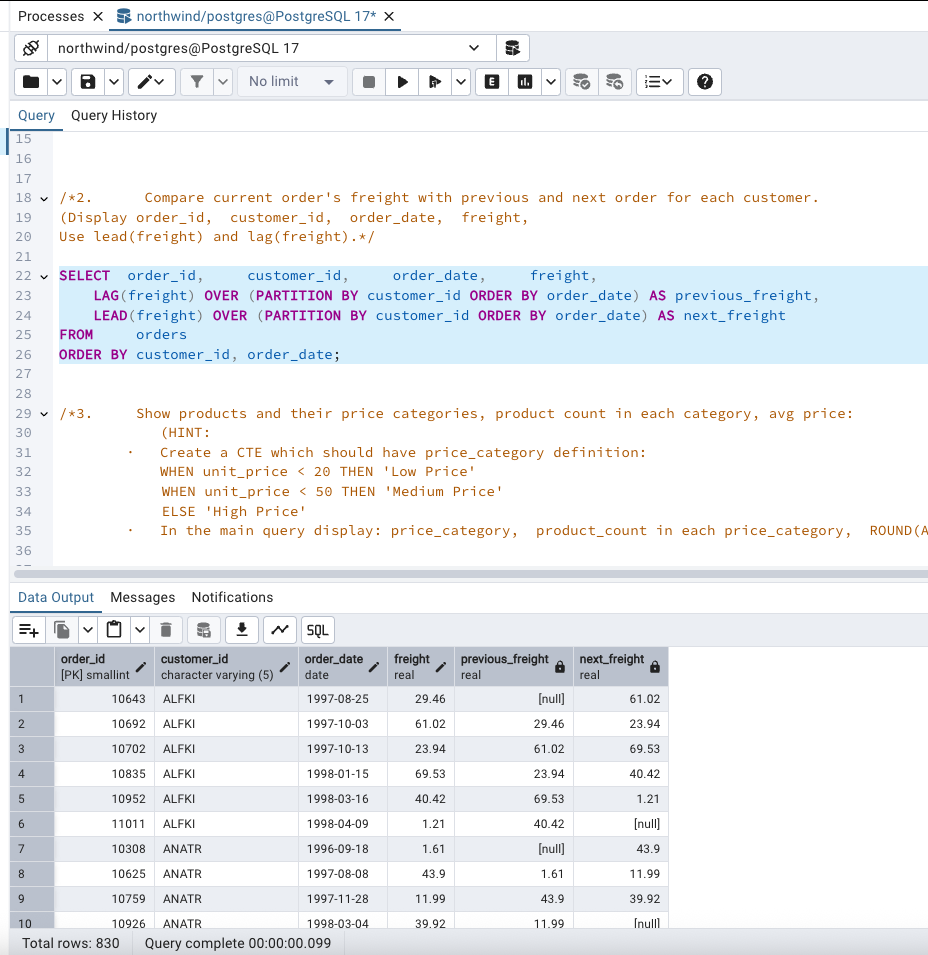 Processes northwind/postgres@PostgreSQL 17*
northwind/postgres@PostgreSQL 17
No limit E
Query Query History
15
16
17
18 /*2. Compare current order's freight with previous and next order for each customer.
19 (Display order_id, customer_id, order_date, freight,
20 Use lead(freight) and lag(freight).*/
21
22 SELECT order_id, customer_id, order_date, freight,
23 LAG(freight) OVER (PARTITION BY customer_id ORDER BY order_date) AS previous_freight,
24 LEAD(freight) OVER (PARTITION BY customer_id ORDER BY order_date) AS next_freight
25 FROM orders
26 ORDER BY customer_id, order_date;
27
28
29 /*3. Show products and their price categories, product count in each category, avg price:
30 (HINT:
31 · Create a CTE which should have price_category definition:
32 WHEN unit_price < 20 THEN 'Low Price'
33 WHEN unit_price < 50 THEN 'Medium Price'
34 ELSE 'High Price'
35 · In the main query display: price_category, product_count in each price_category, ROUND(A
36
Data Output Messages Notifications
SQL
order_id customer_id order_date freight previous_freight next_freight
[PK] smallint character varying (5) date real real real
1 10643 ALFKI 1997-08-25 29.46 [null] 61.02
2 10692 ALFKI 1997-10-03 61.02 29.46 23.94
3 10702 ALFKI 1997-10-13 23.94 61.02 69.53
4 10835 ALFKI 1998-01-15 69.53 23.94 40.42
5 10952 ALFKI 1998-03-16 40.42 69.53 1.21
6 11011 ALFKI 1998-04-09 1.21 40.42 [null]
7 10308 ANATR 1996-09-18 1.61 [null] 43.9
8 10625 ANATR 1997-08-08 43.9 1.61 11.99
9 10759 ANATR 1997-11-28 11.99 43.9 39.92
10 10926 ANATR 1998-03-04 39.92 11.99 [null]
Total rows: 830 Query complete 00:00:00.099